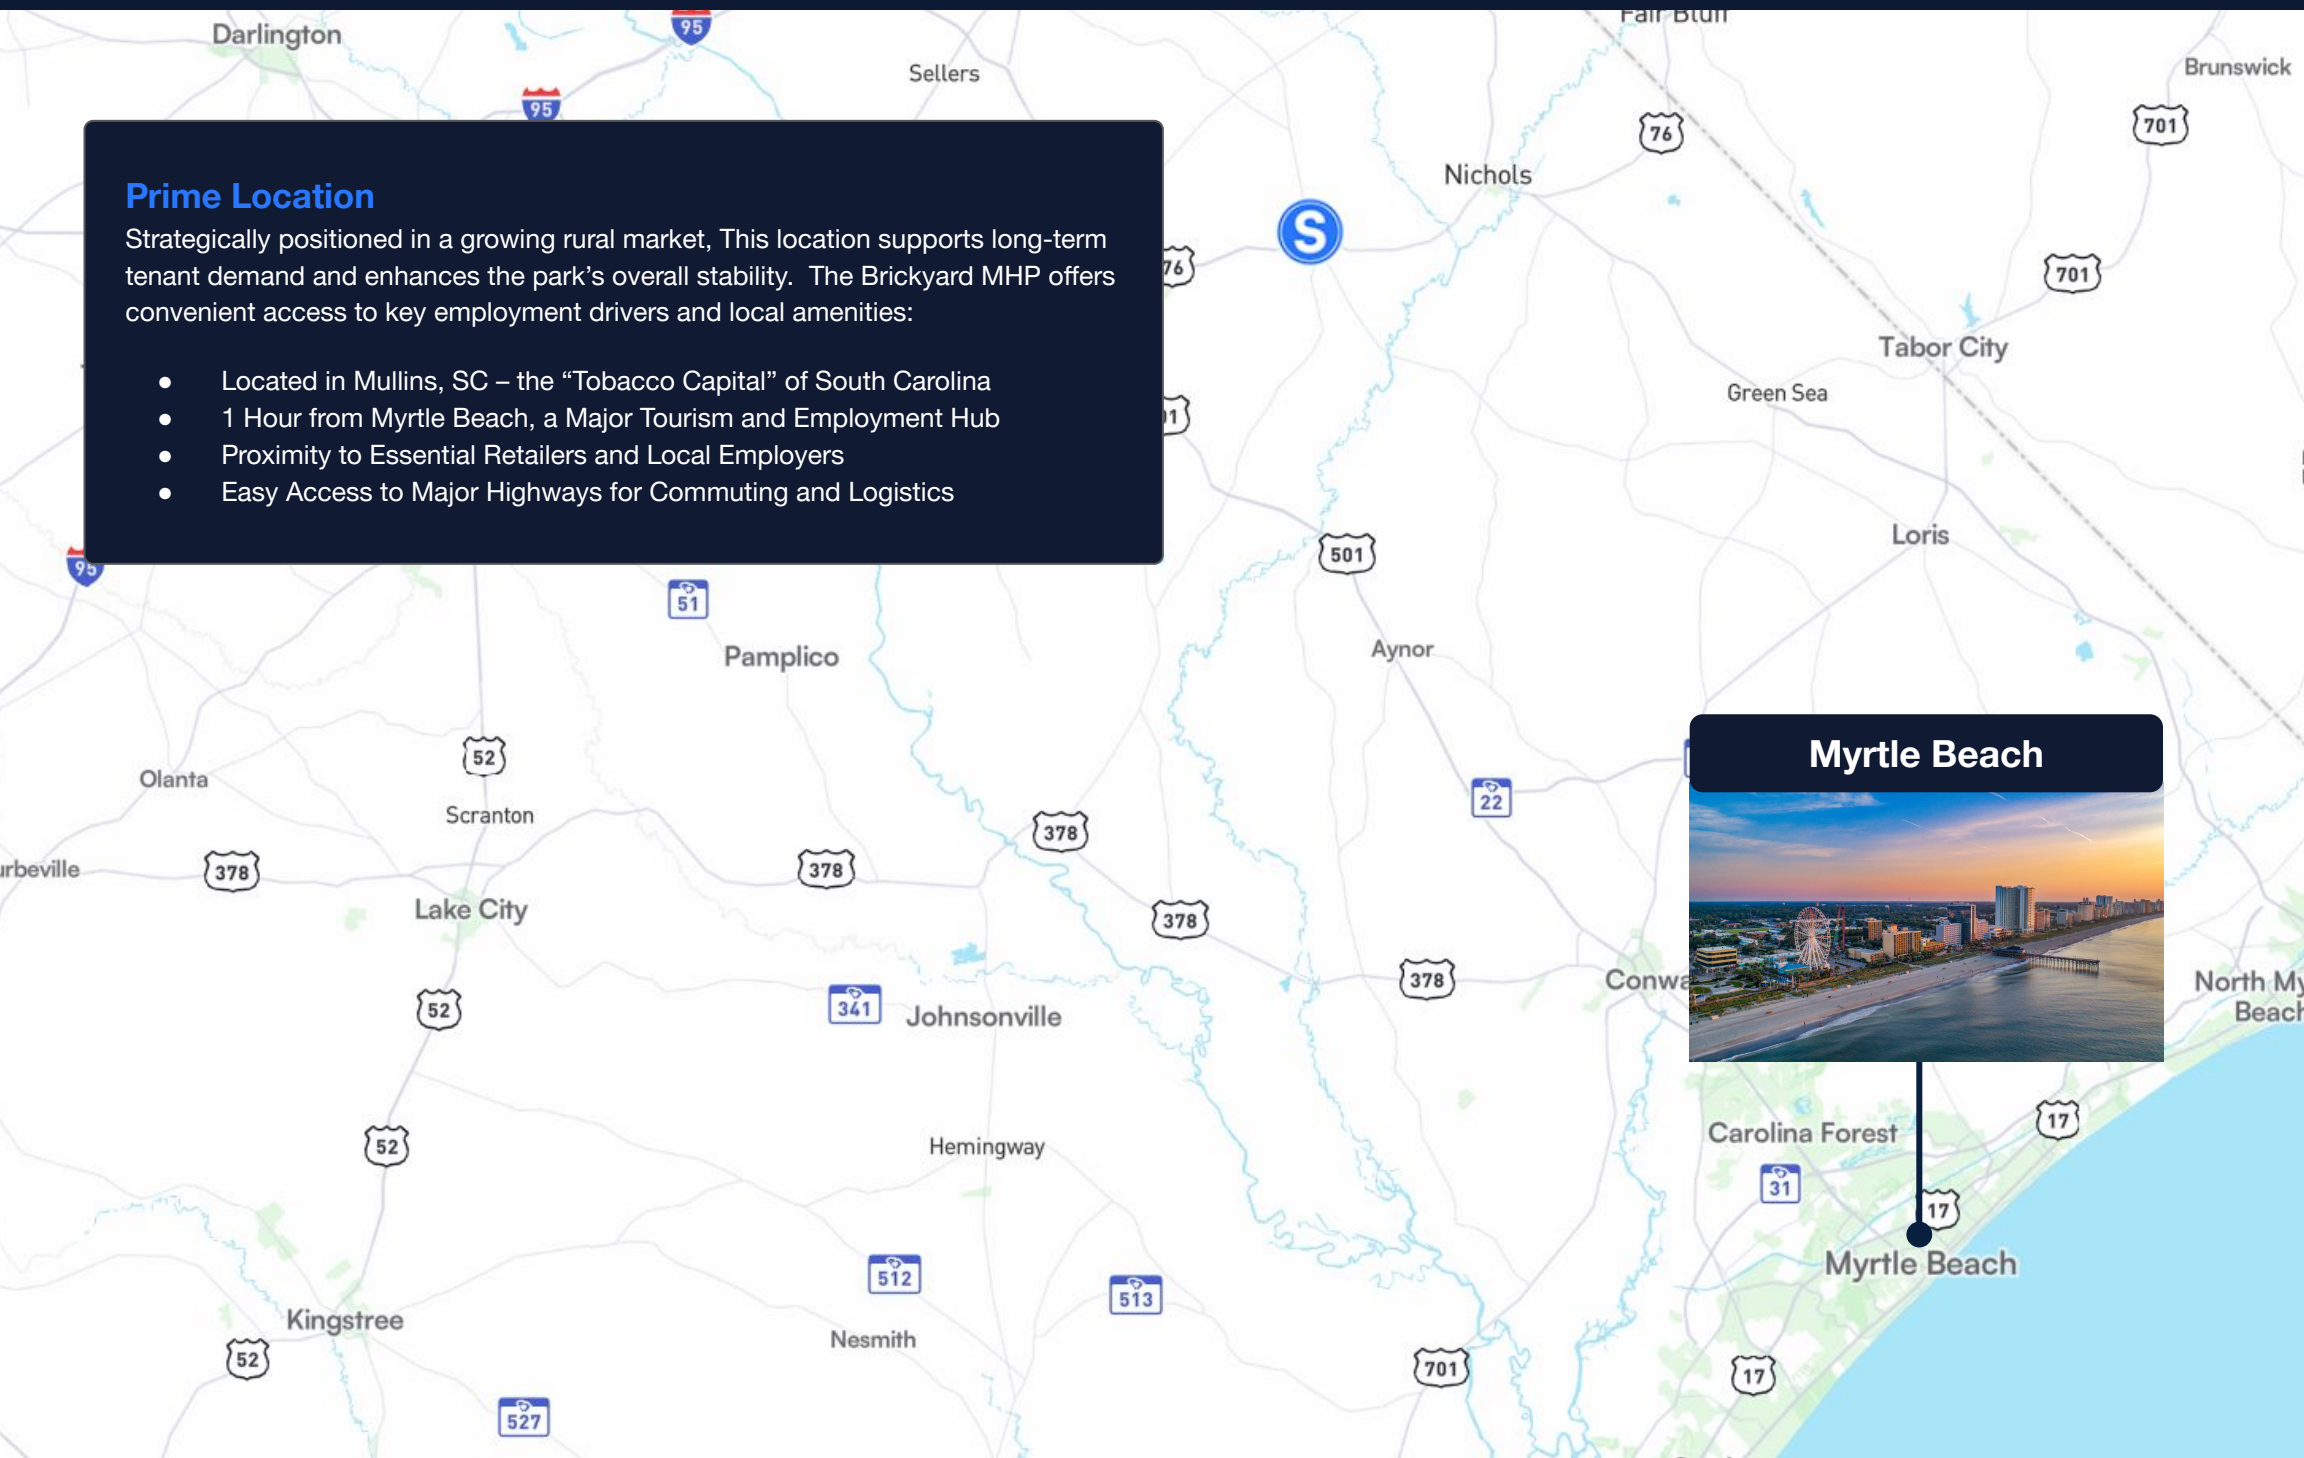 Darlington
95
Fair Bluff
Sellers
Brunswick
95
76
701
Prime Location
Strategically positioned in a growing rural market, This location supports long-term
tenant demand and enhances the park’s overall stability.  The Brickyard MHP offers
convenient access to key employment drivers and local amenities:
● Located in Mullins, SC – the “Tobacco Capital” of South Carolina
● 1 Hour from Myrtle Beach, a Major Tourism and Employment Hub
● Proximity to Essential Retailers and Local Employers
● Easy Access to Major Highways for Commuting and Logistics
Nichols
S
76
701
Tabor City
Green Sea
Loris
501
95
51
Pamplico
Aynor
52
Olanta
Scranton
22
Myrtle Beach
378
378
378
378
378
rbeville
Lake City
52
341
Johnsonville
Conwa
North My
Beach
52
Hemingway
Carolina Forest
17
31
17
Myrtle Beach
512
513
Kingstree
Nesmith
52
701
17
527